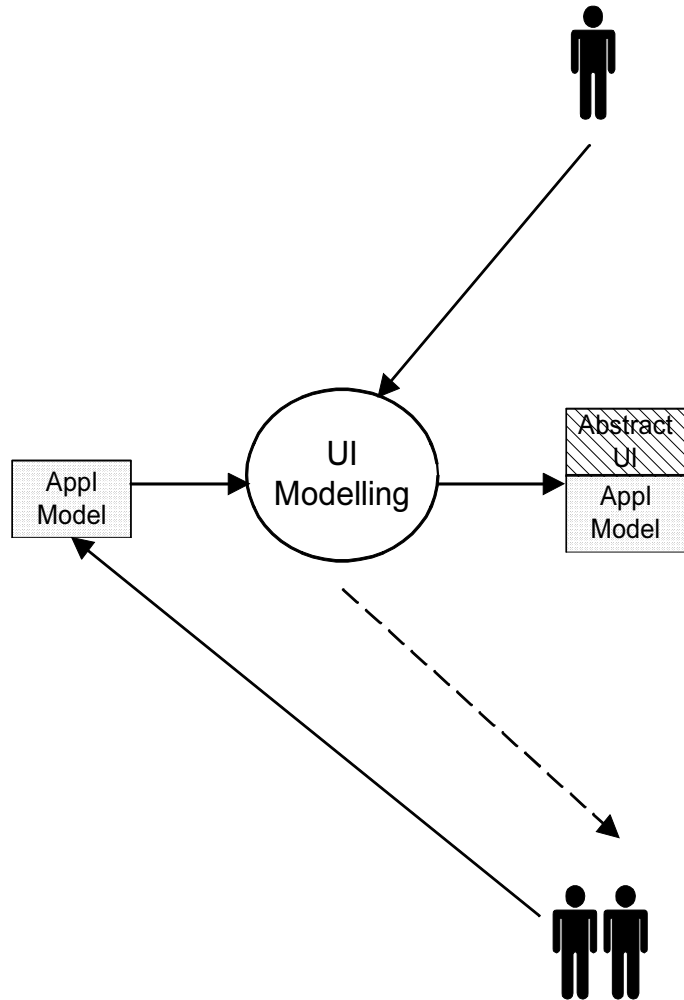 UI
Modelling
Appl
Model
Abstract
UI
Appl
Model